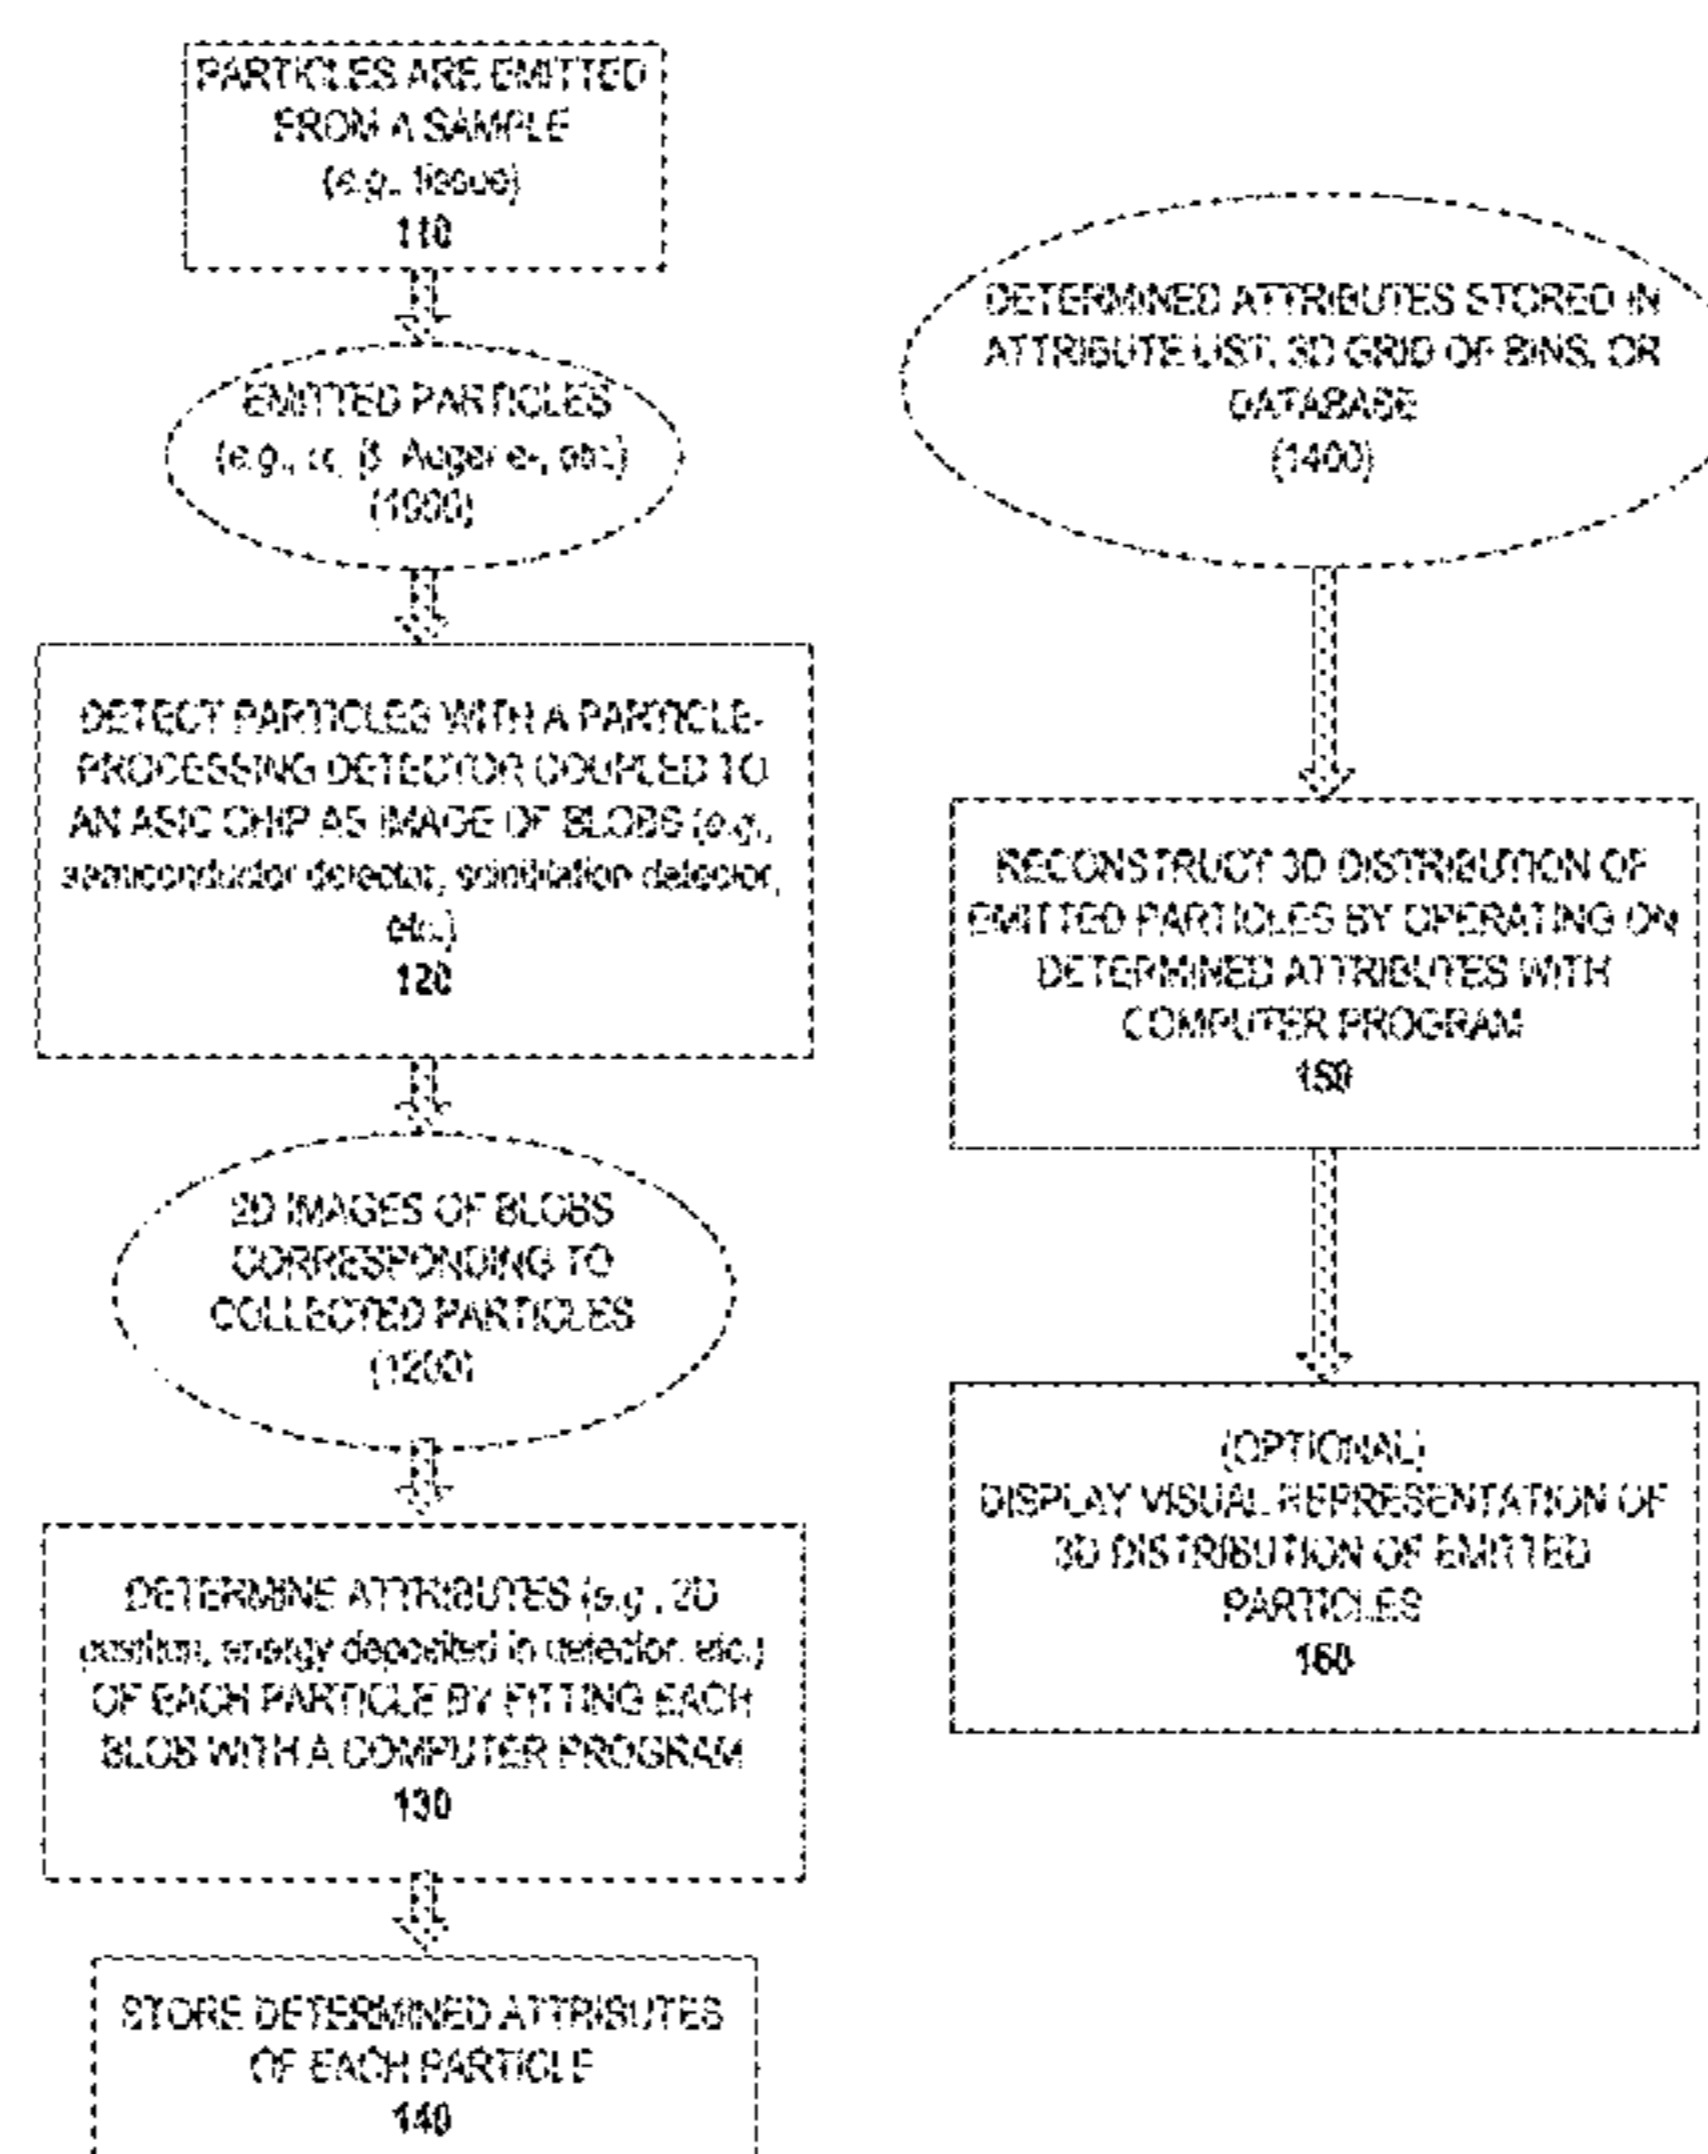 PARTICLES ARE EMITTED
FROM A SAMPLE
(e.g., tissue)
110
EMITTED PARTICLES
(e.g., α, β, Auger e-, etc.)
DETECT PARTICLES WITH A PARTICLE-
PROCESSING DETECTOR COUPLED TO
AN ASIC CHIP AS IMAGE OF BLOBS (e.g.,
semiconductor detector, scintillation detector,
etc.)
120
2D IMAGES OF BLOBS
CORRESPONDING TO
COLLECTED PARTICLES
(1200)
DETERMINE ATTRIBUTES (e.g., 2D
position, energy deposited in detector, etc.)
OF EACH PARTICLE BY FITTING EACH
BLOB WITH A COMPUTER PROGRAM
130
STORE DETERMINED ATTRIBUTES
OF EACH PARTICLE
140
DETERMINED ATTRIBUTES STORED IN
ATTRIBUTE LIST, 3D GRID OF BINS, OR
DATABASE
(1400)
RECONSTRUCT 3D DISTRIBUTION OF
EMITTED PARTICLES BY OPERATING ON
DETERMINED ATTRIBUTES WITH
COMPUTER PROGRAM
150
(OPTIONAL)
DISPLAY VISUAL REPRESENTATION OF
3D DISTRIBUTION OF EMITTED
PARTICLES
160